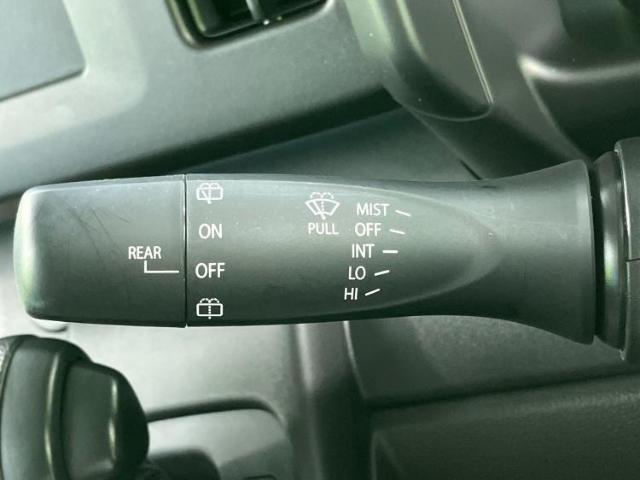 REAR
ON
OFF
PULL
MIST
OFF
INT
LO
HI